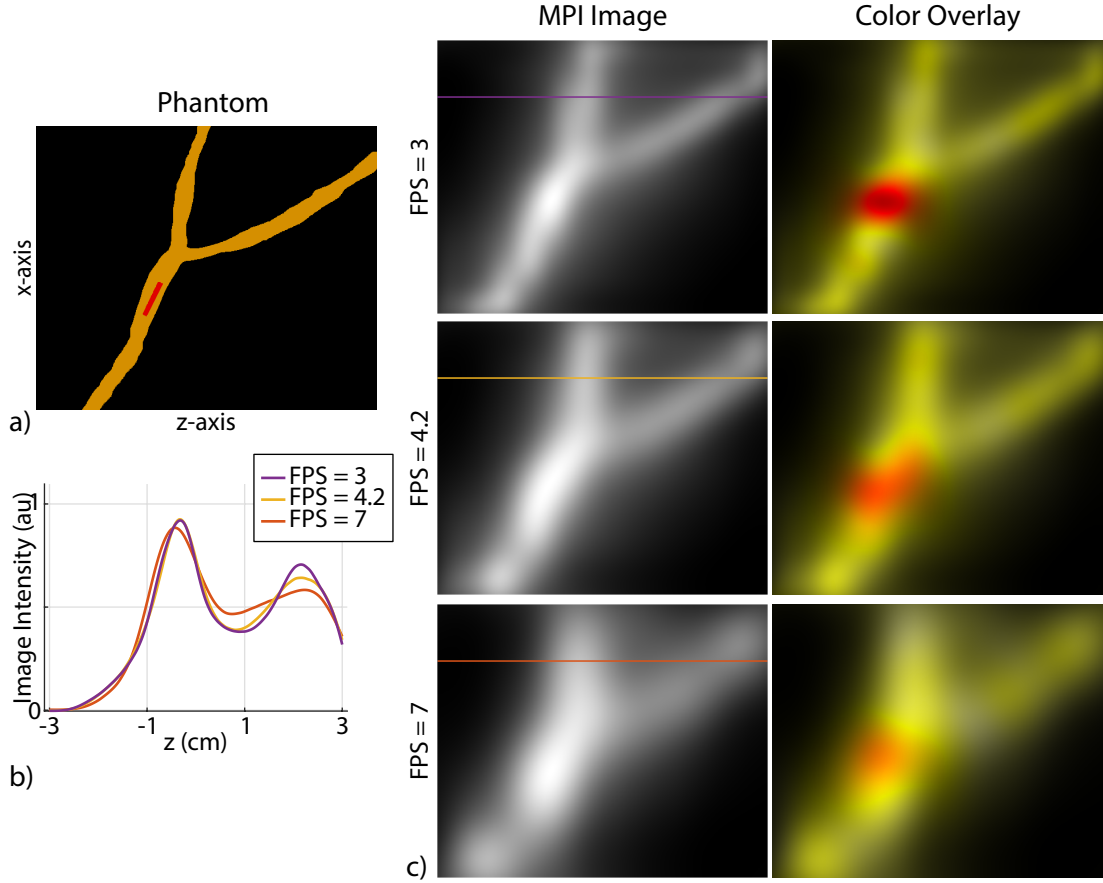 MPI Image
Color Overlay
Phantom
x-axis
z-axis
a)
FPS = 3
FPS = 4.2
FPS = 7
Image Intensity (au)
1
0
-3
-1
1
3
z (cm)
b)
FPS = 3
FPS = 4.2
FPS = 7
c)